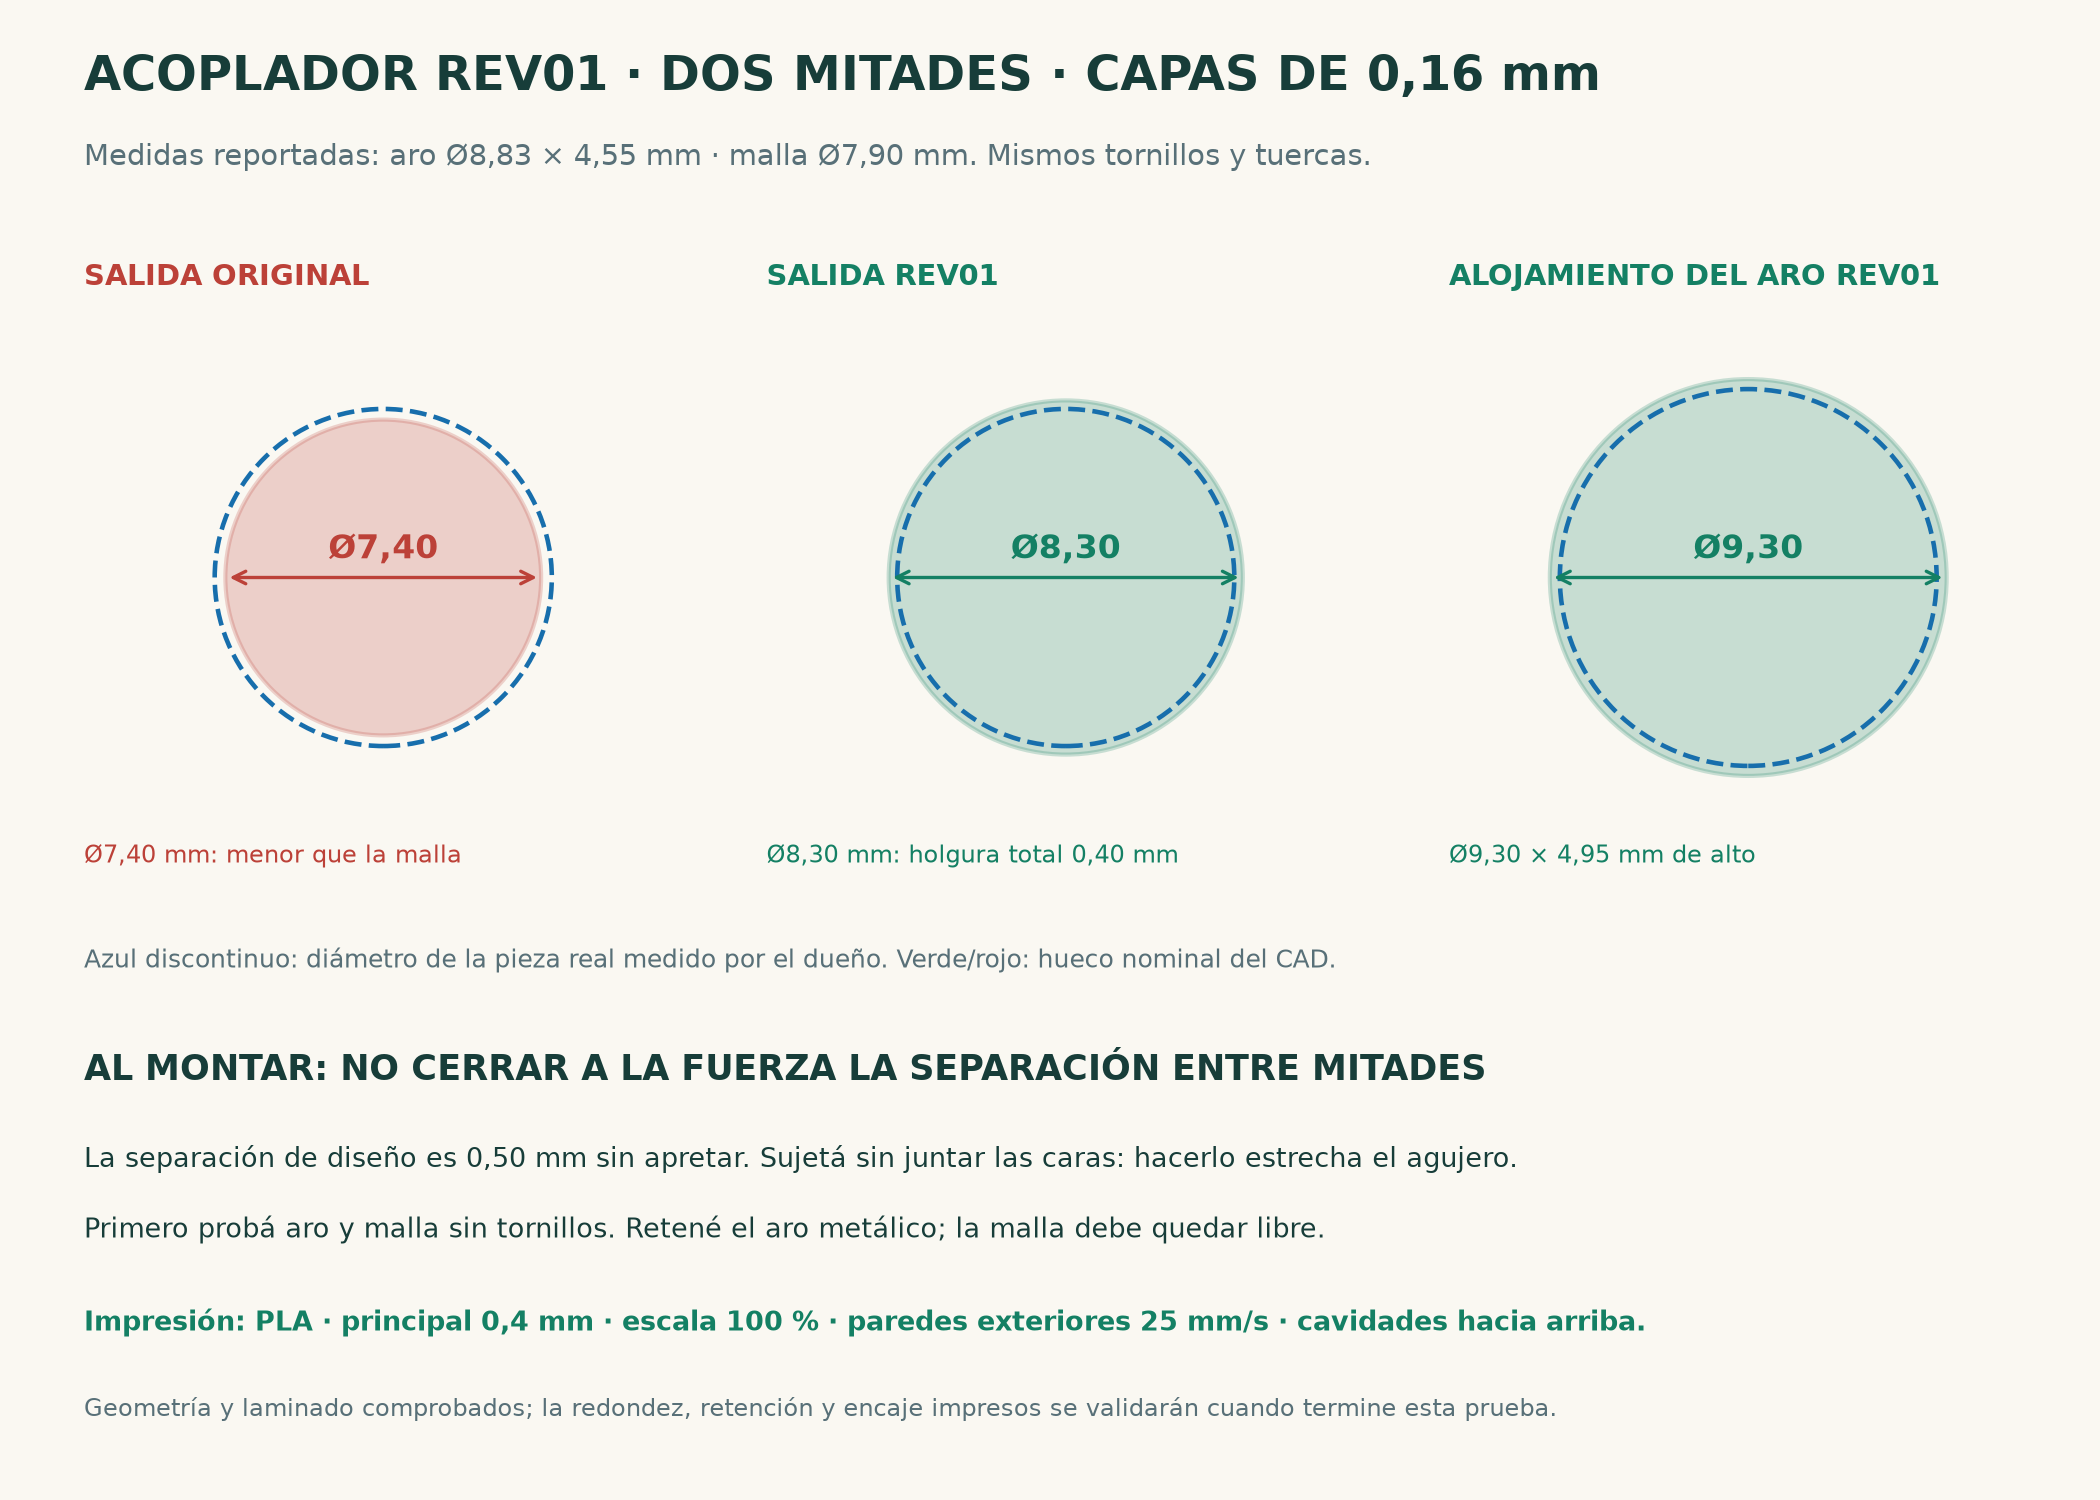 ACOPLADOR REV01 · DOS MITADES · CAPAS DE 0,16 mm
Medidas reportadas: aro Ø8,83 × 4,55 mm · malla Ø7,90 mm. Mismos tornillos y tuercas.
SALIDA ORIGINAL
SALIDA REV01
ALOJAMIENTO DEL ARO REV01
Ø7,40
Ø8,30
Ø9,30
Ø7,40 mm: menor que la malla
Ø8,30 mm: holgura total 0,40 mm
Ø9,30 × 4,95 mm de alto
Azul discontinuo: diámetro de la pieza real medido por el dueño. Verde/rojo: hueco nominal del CAD.
AL MONTAR: NO CERRAR A LA FUERZA LA SEPARACIÓN ENTRE MITADES
La separación de diseño es 0,50 mm sin apretar. Sujetá sin juntar las caras: hacerlo estrecha el agujero.
Primero probá aro y malla sin tornillos. Retené el aro metálico; la malla debe quedar libre.
Impresión: PLA · principal 0,4 mm · escala 100 % · paredes exteriores 25 mm/s · cavidades hacia arriba.
Geometría y laminado comprobados; la redondez, retención y encaje impresos se validarán cuando termine esta prueba.